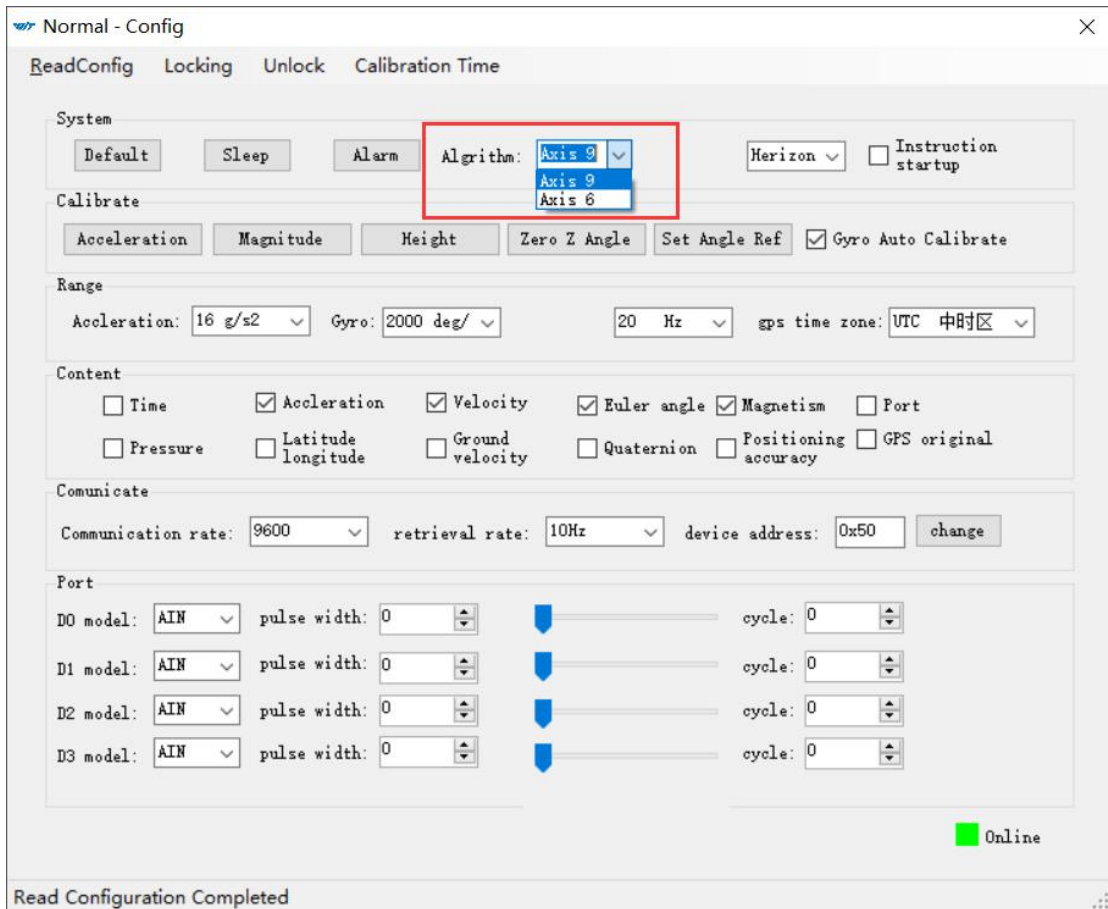 WIT Normal - Config
ReadConfig Locking Unlock Calibration Time
System
Default Sleep Alarm Algrithm: Axis 9 Herizon Instruction startup
Axis 9
Axis 6
Calibrate
Acceleration Magnitude Height Zero Z Angle Set Angle Ref Gyro Auto Calibrate
Range
Accleration: 16 g/s2 Gyro: 2000 deg/ 20 Hz gps time zone: UTC 中时区
Content
Time Accleration Velocity Euler angle Magnetism Port
Pressure Latitude longitude Ground velocity Quaternion Positioning accuracy GPS original
Comunicate
Communication rate: 9600 retrieval rate: 10Hz device address: 0x50 change
Port
D0 model: AIN pulse width: 0 cycle: 0
D1 model: AIN pulse width: 0 cycle: 0
D2 model: AIN pulse width: 0 cycle: 0
D3 model: AIN pulse width: 0 cycle: 0
Online
Read Configuration Completed